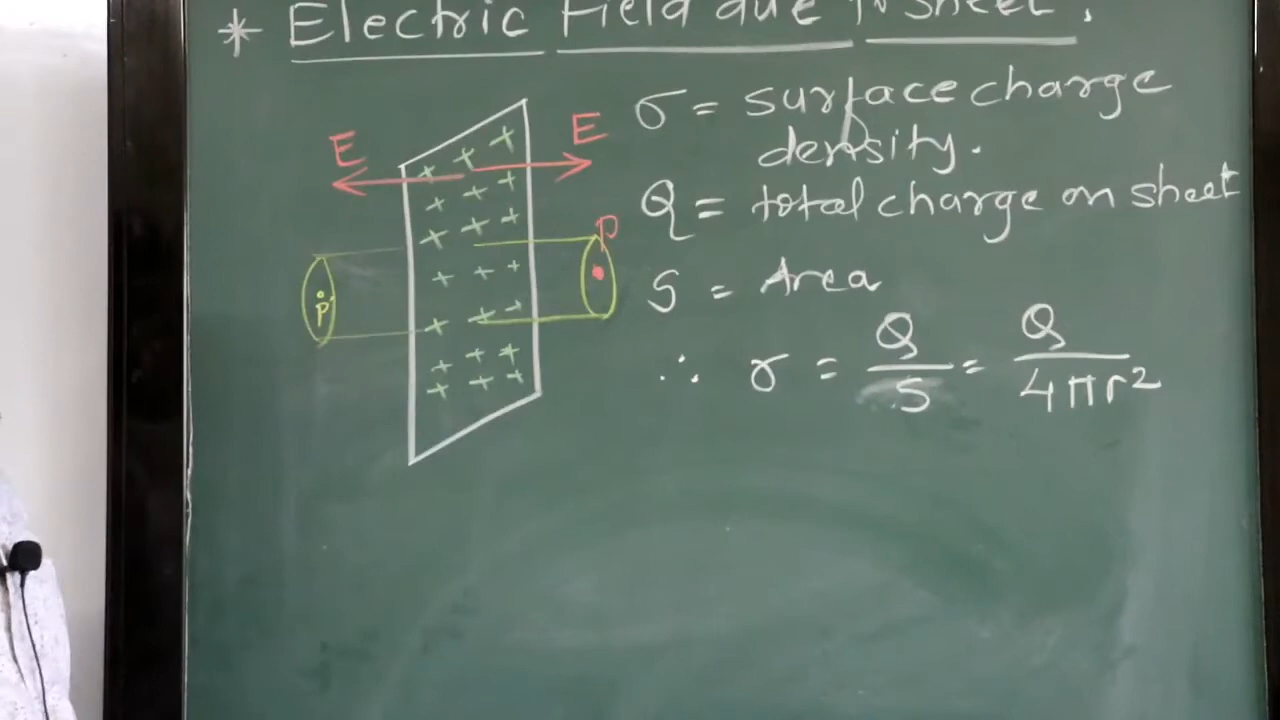 * Electric Field due to sheet.
E
E
σ = surface charge
density.
Q = total charge on sheet
P
P'
S = Area
∴ σ = Q/S = Q/4πr²